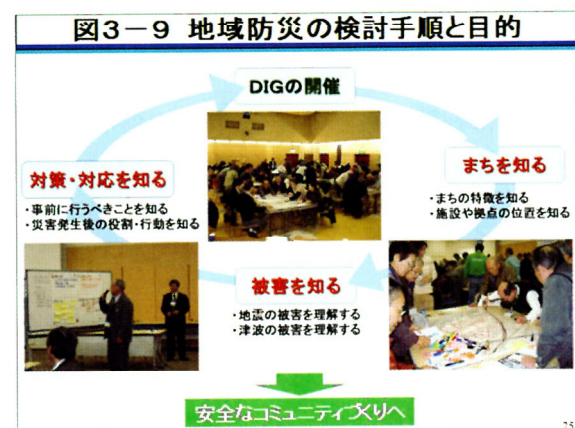 図3－9 地域防災の検討手順と目的
DIGの開催
まちを知る
・まちの特徴を知る
・施設や拠点の位置を知る
被害を知る
・地震の被害を理解する
・津波の被害を理解する
対策・対応を知る
・事前に行うべきことを知る
・災害発生後の役割・行動を知る
安全なコミュニティづくりへ
25